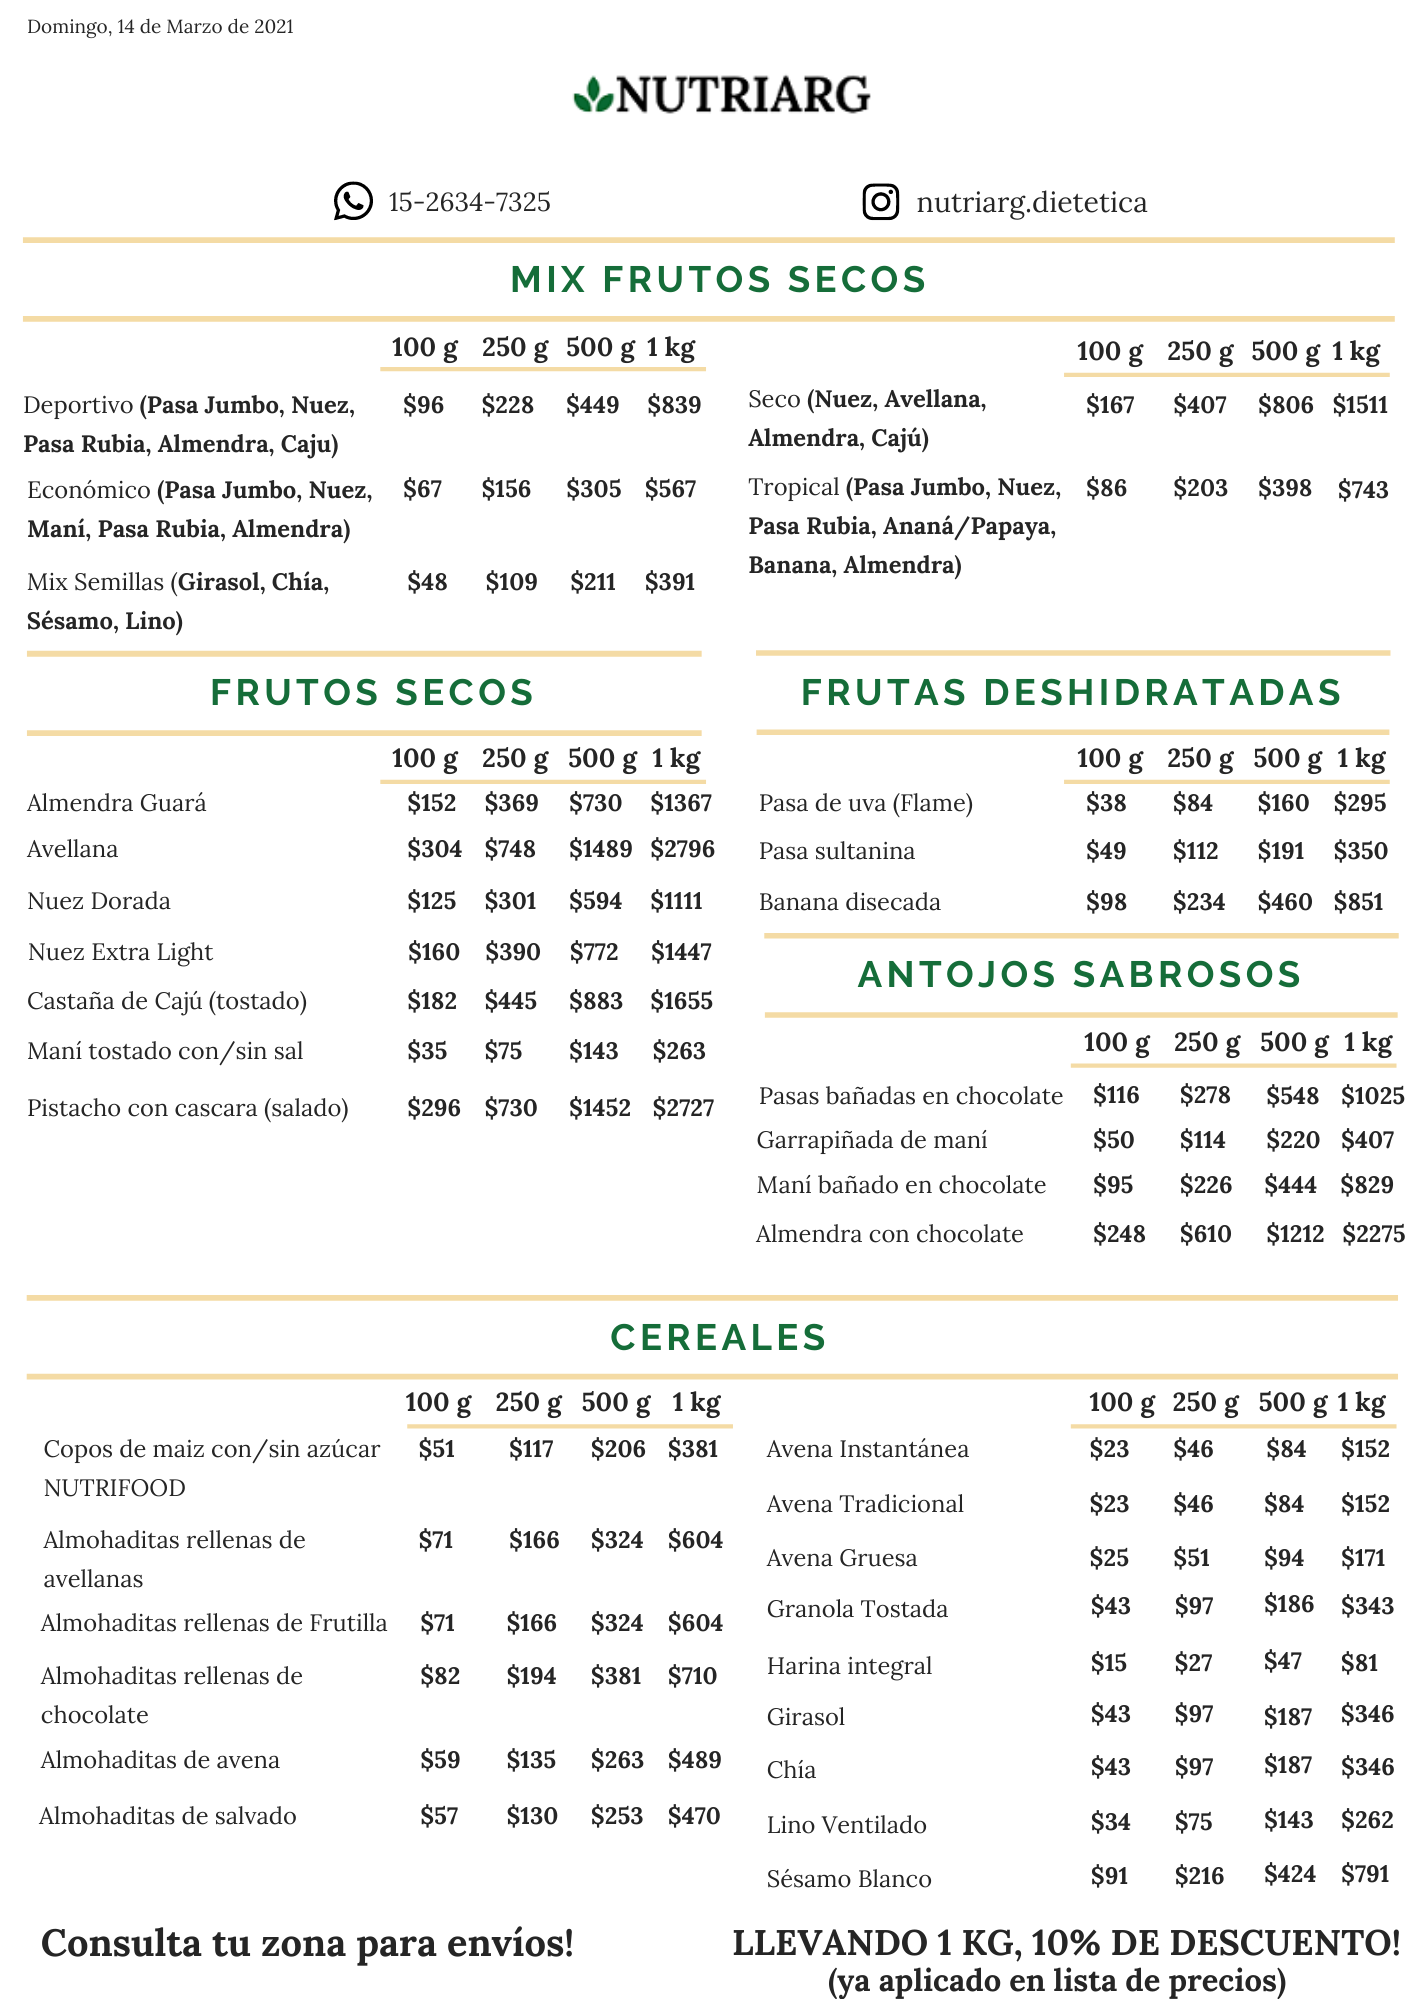 Domingo, 14 de Marzo de 2021
NUTRIARG
15-2634-7325
nutriarg.dietetica
MIX FRUTOS SECOS
100 g 250 g 500 g 1 kg
Deportivo (Pasa Jumbo, Nuez, $96 $228 $449 $839
Pasa Rubia, Almendra, Caju)
Económico (Pasa Jumbo, Nuez, $67 $156 $305 $567
Maní, Pasa Rubia, Almendra)
Mix Semillas (Girasol, Chía, $48 $109 $211 $391
Sésamo, Lino)
100 g 250 g 500 g 1 kg
Seco (Nuez, Avellana, $167 $407 $806 $1511
Almendra, Cajú)
Tropical (Pasa Jumbo, Nuez, $86 $203 $398 $743
Pasa Rubia, Ananá/Papaya,
Banana, Almendra)
FRUTOS SECOS
100 g 250 g 500 g 1 kg
Almendra Guará $152 $369 $730 $1367
Avellana $304 $748 $1489 $2796
Nuez Dorada $125 $301 $594 $1111
Nuez Extra Light $160 $390 $772 $1447
Castaña de Cajú (tostado) $182 $445 $883 $1655
Maní tostado con/sin sal $35 $75 $143 $263
Pistacho con cascara (salado) $296 $730 $1452 $2727
FRUTAS DESHIDRATADAS
100 g 250 g 500 g 1 kg
Pasa de uva (Flame) $38 $84 $160 $295
Pasa sultanina $49 $112 $191 $350
Banana disecada $98 $234 $460 $851
ANTOJOS SABROSOS
100 g 250 g 500 g 1 kg
Pasas bañadas en chocolate $116 $278 $548 $1025
Garrapiñada de maní $50 $114 $220 $407
Maní bañado en chocolate $95 $226 $444 $829
Almendra con chocolate $248 $610 $1212 $2275
CEREALES
100 g 250 g 500 g 1 kg
Copos de maiz con/sin azúcar $51 $117 $206 $381
NUTRIFOOD
Almohaditas rellenas de $71 $166 $324 $604
avellanas
Almohaditas rellenas de Frutilla $71 $166 $324 $604
Almohaditas rellenas de $82 $194 $381 $710
chocolate
Almohaditas de avena $59 $135 $263 $489
Almohaditas de salvado $57 $130 $253 $470
100 g 250 g 500 g 1 kg
Avena Instantánea $23 $46 $84 $152
Avena Tradicional $23 $46 $84 $152
Avena Gruesa $25 $51 $94 $171
Granola Tostada $43 $97 $186 $343
Harina integral $15 $27 $47 $81
Girasol $43 $97 $187 $346
Chía $43 $97 $187 $346
Lino Ventilado $34 $75 $143 $262
Sésamo Blanco $91 $216 $424 $791
Consulta tu zona para envíos!
LLEVANDO 1 KG, 10% DE DESCUENTO!
(ya aplicado en lista de precios)